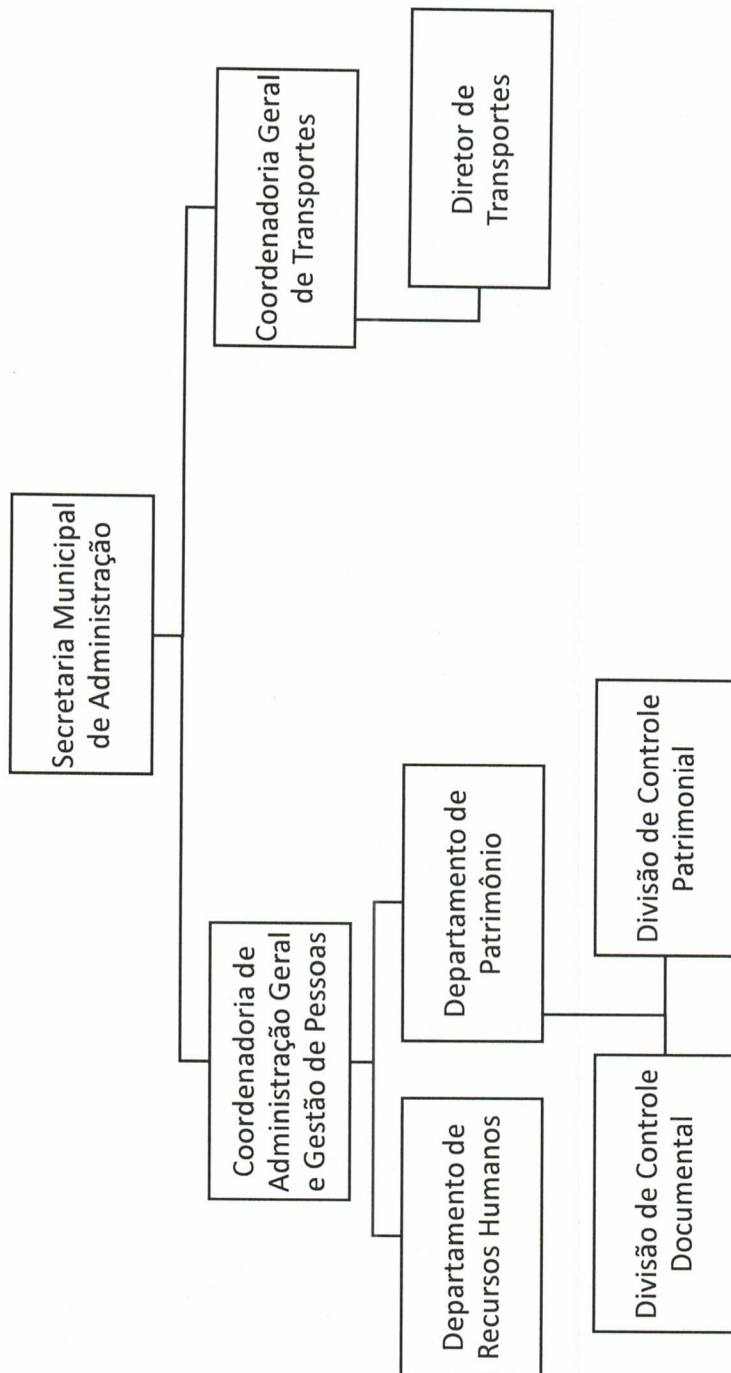 Secretaria Municipal
de Administração
Coordenadoria de
Administração Geral
e Gestão de Pessoas
Coordenadoria Geral
de Transportes
Departamento de
Recursos Humanos
Departamento de
Patrimônio
Diretor de
Transportes
Divisão de Controle
Documental
Divisão de Controle
Patrimonial